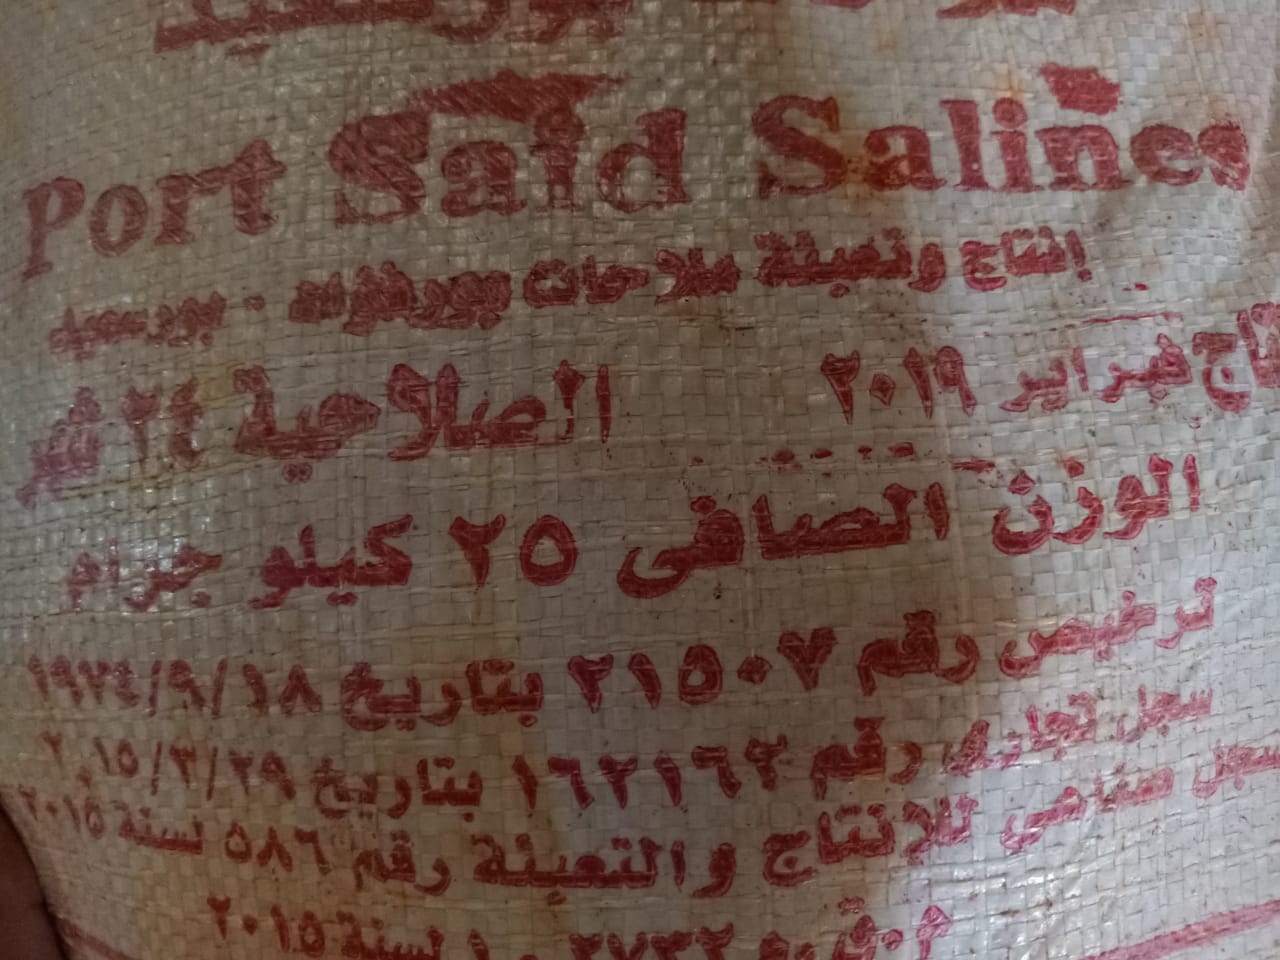 Port Said Salines
إنتاج وتعبئة ملاحات بورفؤاد - بورسعيد
فبراير ٢٠١٩ الصلاحية ٢٤ شهر
الوزن الصافى ٢٥ كيلو جرام
ترخيص رقم ٢١٥٠٧ بتاريخ ١٩٣٤/٩/١٨
سجل تجارى رقم ١٦٢١٦٢ بتاريخ ٢٠١٥/٣/٢٩
سجل صناعى للإنتاج والتعبئة رقم ٥٨٦ لسنة ٢٠١٥
لسنة ٢٠١٥